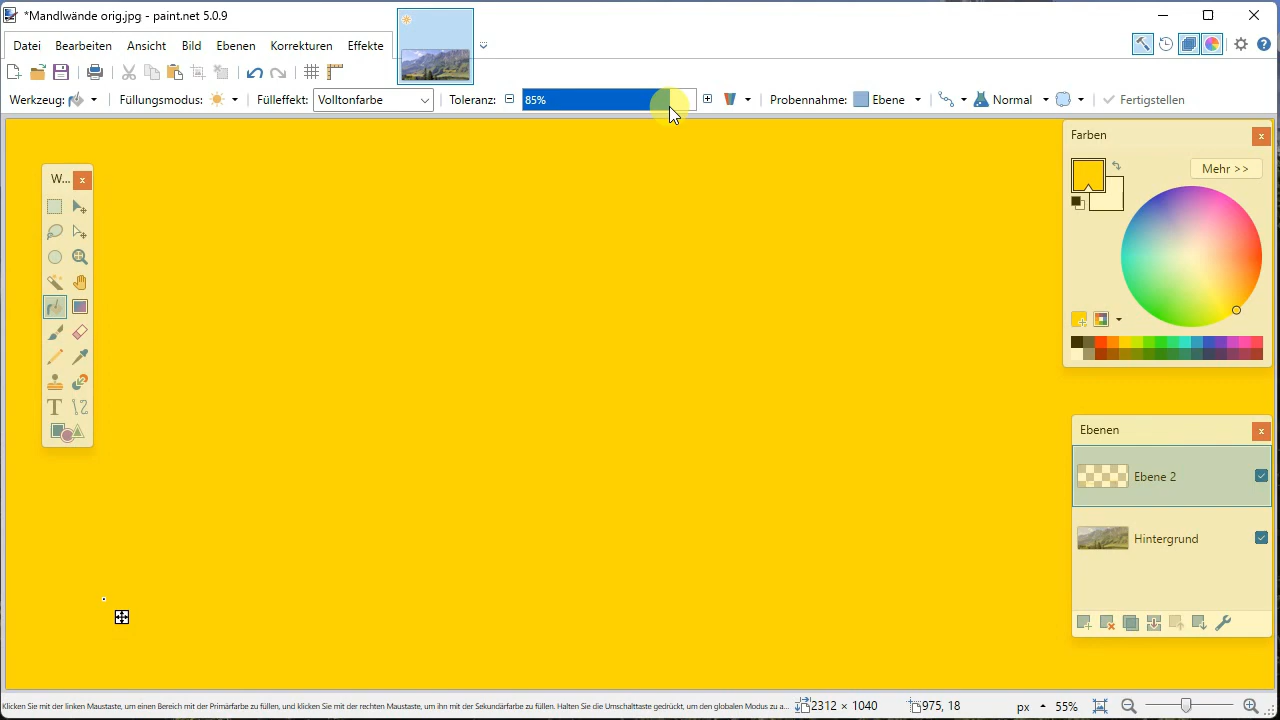 *Mandlwände orig.jpg - paint.net 5.0.9
Datei Bearbeiten Ansicht Bild Ebenen Korrekturen Effekte
Werkzeug: Füllungsmodus: Fülleffekt: Volltonfarbe Toleranz: 85% Probennahme: Ebene Normal Fertigstellen
Farben
W...
Mehr >>
Ebenen
Ebene 2
Hintergrund
Klicken Sie mit der linken Maustaste, um einen Bereich mit der Primärfarbe zu füllen, und klicken Sie mit der rechten Maustaste, um ihn mit der Sekundärfarbe zu füllen. Halten Sie die Umschalttaste gedrückt, um den globalen Modus zu a... 2312 × 1040 975, 18 px 55%